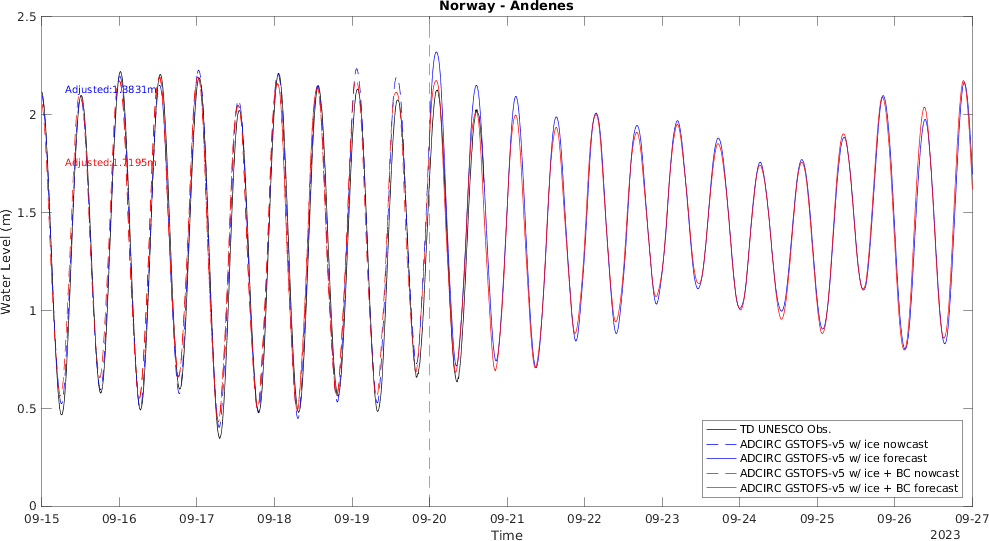 Norway - Andenes
2.5
2
1.5
1
0.5
0
Water Level (m)
Adjusted:1.3831m
Adjusted:1.7195m
TD UNESCO Obs.
ADCIRC GSTOFS-v5 w/ ice nowcast
ADCIRC GSTOFS-v5 w/ ice forecast
ADCIRC GSTOFS-v5 w/ ice + BC nowcast
ADCIRC GSTOFS-v5 w/ ice + BC forecast
09-15 09-16 09-17 09-18 09-19 09-20 09-21 09-22 09-23 09-24 09-25 09-26 09-27
Time
2023